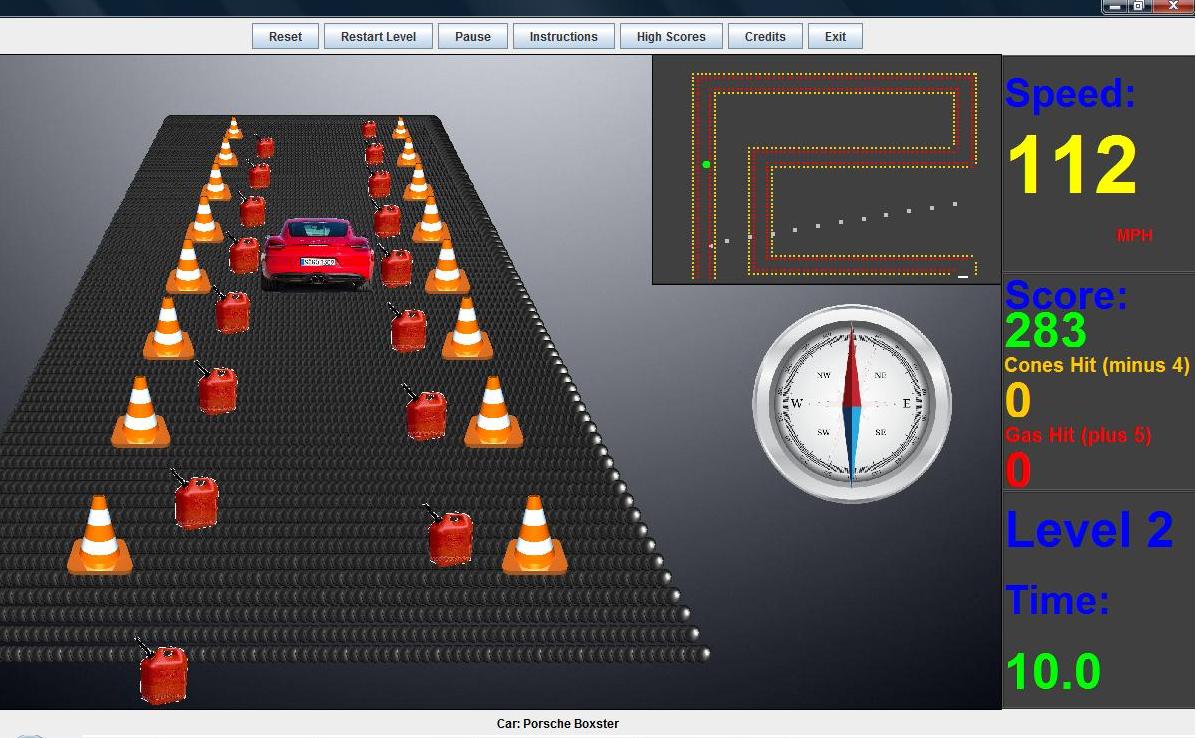 Reset Restart Level Pause Instructions High Scores Credits Exit
Speed:
112
MPH
Score:
283
Cones Hit (minus 4)
0
Gas Hit (plus 5)
0
Level 2
Time:
10.0
NW NE
W E
SW SE
Car: Porsche Boxster